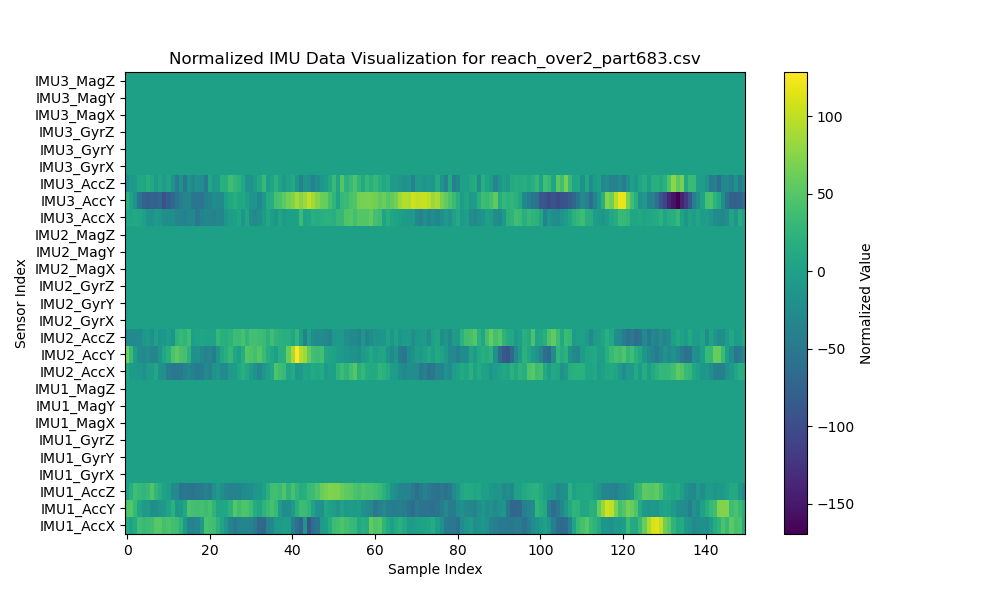 Normalized IMU Data Visualization for reach_over2_part683.csv
IMU3_MagZ
IMU3_MagY
IMU3_MagX
IMU3_GyrZ
IMU3_GyrY
IMU3_GyrX
IMU3_AccZ
IMU3_AccY
IMU3_AccX
IMU2_MagZ
IMU2_MagY
IMU2_MagX
IMU2_GyrZ
IMU2_GyrY
IMU2_GyrX
IMU2_AccZ
IMU2_AccY
IMU2_AccX
IMU1_MagZ
IMU1_MagY
IMU1_MagX
IMU1_GyrZ
IMU1_GyrY
IMU1_GyrX
IMU1_AccZ
IMU1_AccY
IMU1_AccX
Sensor Index
0 20 40 60 80 100 120 140
Sample Index
100
50
0
−50
−100
−150
Normalized Value